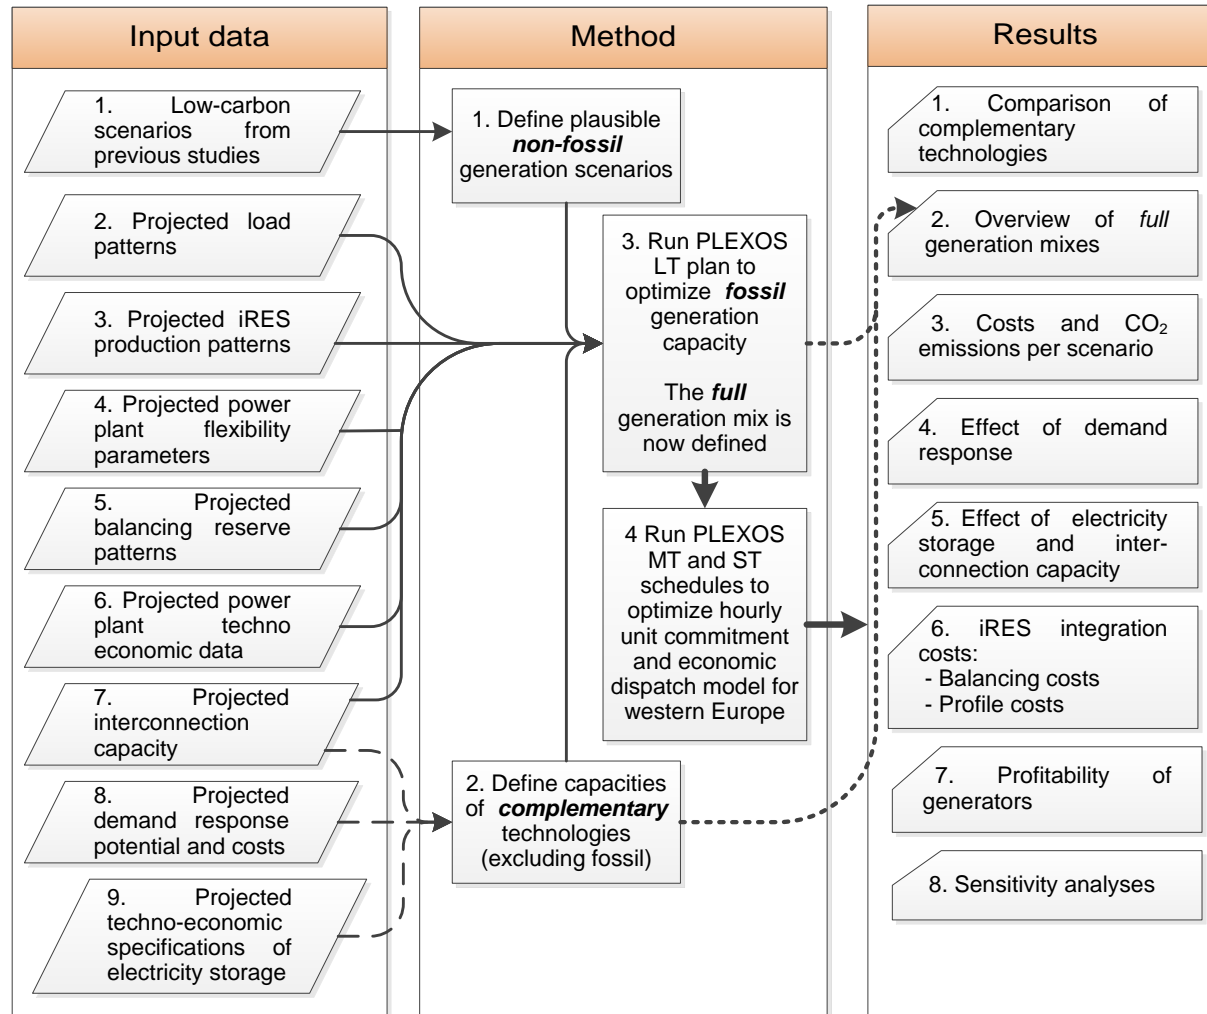 Input data
1. Low-carbon
scenarios from
previous studies
2. Projected load
patterns
3. Projected iRES
production patterns
4. Projected power
plant flexibility
parameters
5. Projected
balancing reserve
patterns
6. Projected power
plant techno
economic data
7. Projected
interconnection
capacity
8. Projected
demand response
potential and costs
9. Projected
techno-economic
specifications of
electricity storage
Method
1. Define plausible
non-fossil
generation scenarios
3. Run PLEXOS
LT plan to
optimize fossil
generation
capacity
The full
generation mix is
now defined
4 Run PLEXOS
MT and ST
schedules to
optimize hourly
unit commitment
and economic
dispatch model for
western Europe
2. Define capacities
of complementary
technologies
(excluding fossil)
Results
1. Comparison of
complementary
technologies
2. Overview of full
generation mixes
3. Costs and CO₂
emissions per scenario
4. Effect of demand
response
5. Effect of electricity
storage and inter-
connection capacity
6. iRES integration
costs:
- Balancing costs
- Profile costs
7. Profitability of
generators
8. Sensitivity analyses